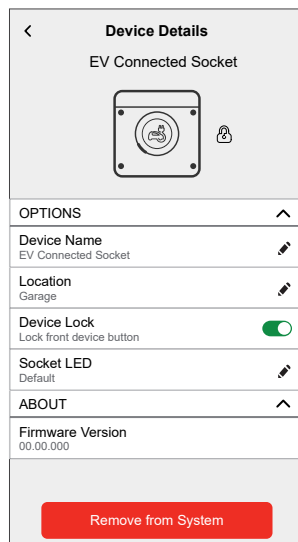 Device Details
EV Connected Socket
OPTIONS
Device Name
EV Connected Socket
Location
Garage
Device Lock
Lock front device button
Socket LED
Default
ABOUT
Firmware Version
00.00.000
Remove from System